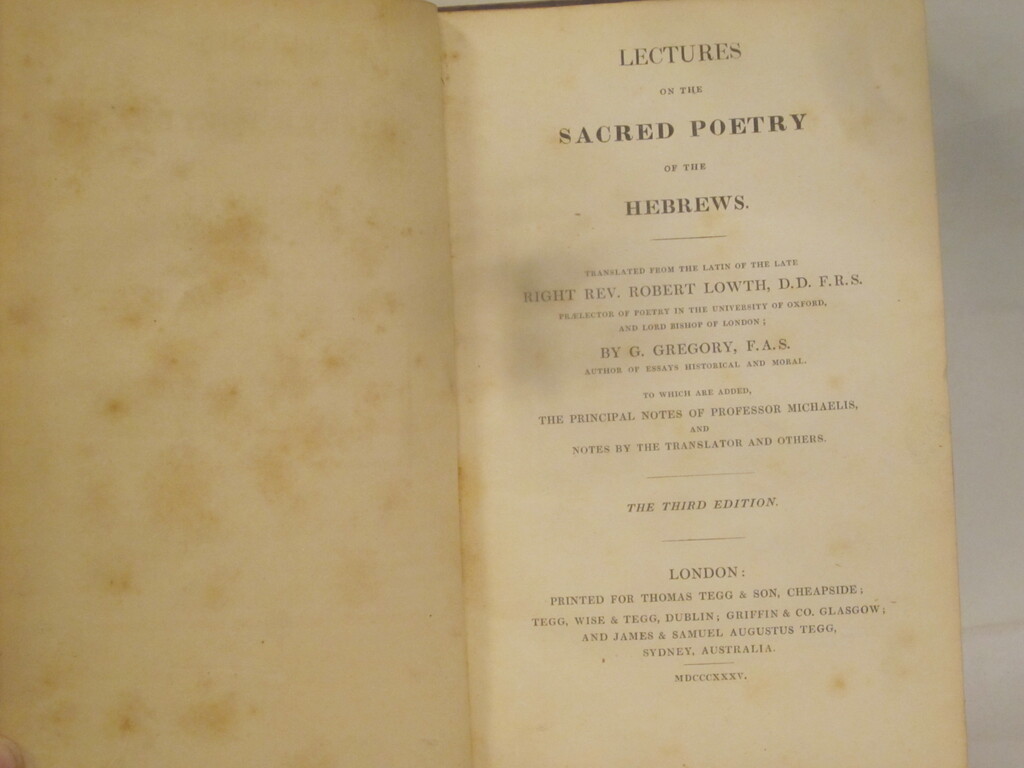 LECTURES
ON THE
SACRED POETRY
OF THE
HEBREWS.
TRANSLATED FROM THE LATIN OF THE LATE
RIGHT REV. ROBERT LOWTH, D.D. F.R.S.
PRÆLECTOR OF POETRY IN THE UNIVERSITY OF OXFORD,
AND LORD BISHOP OF LONDON;
BY G. GREGORY, F.A.S.
AUTHOR OF ESSAYS HISTORICAL AND MORAL.
TO WHICH ARE ADDED,
THE PRINCIPAL NOTES OF PROFESSOR MICHAELIS,
AND
NOTES BY THE TRANSLATOR AND OTHERS.
THE THIRD EDITION.
LONDON:
PRINTED FOR THOMAS TEGG & SON, CHEAPSIDE;
TEGG, WISE & TEGG, DUBLIN; GRIFFIN & CO. GLASGOW;
AND JAMES & SAMUEL AUGUSTUS TEGG,
SYDNEY, AUSTRALIA.
MDCCCXXXV.